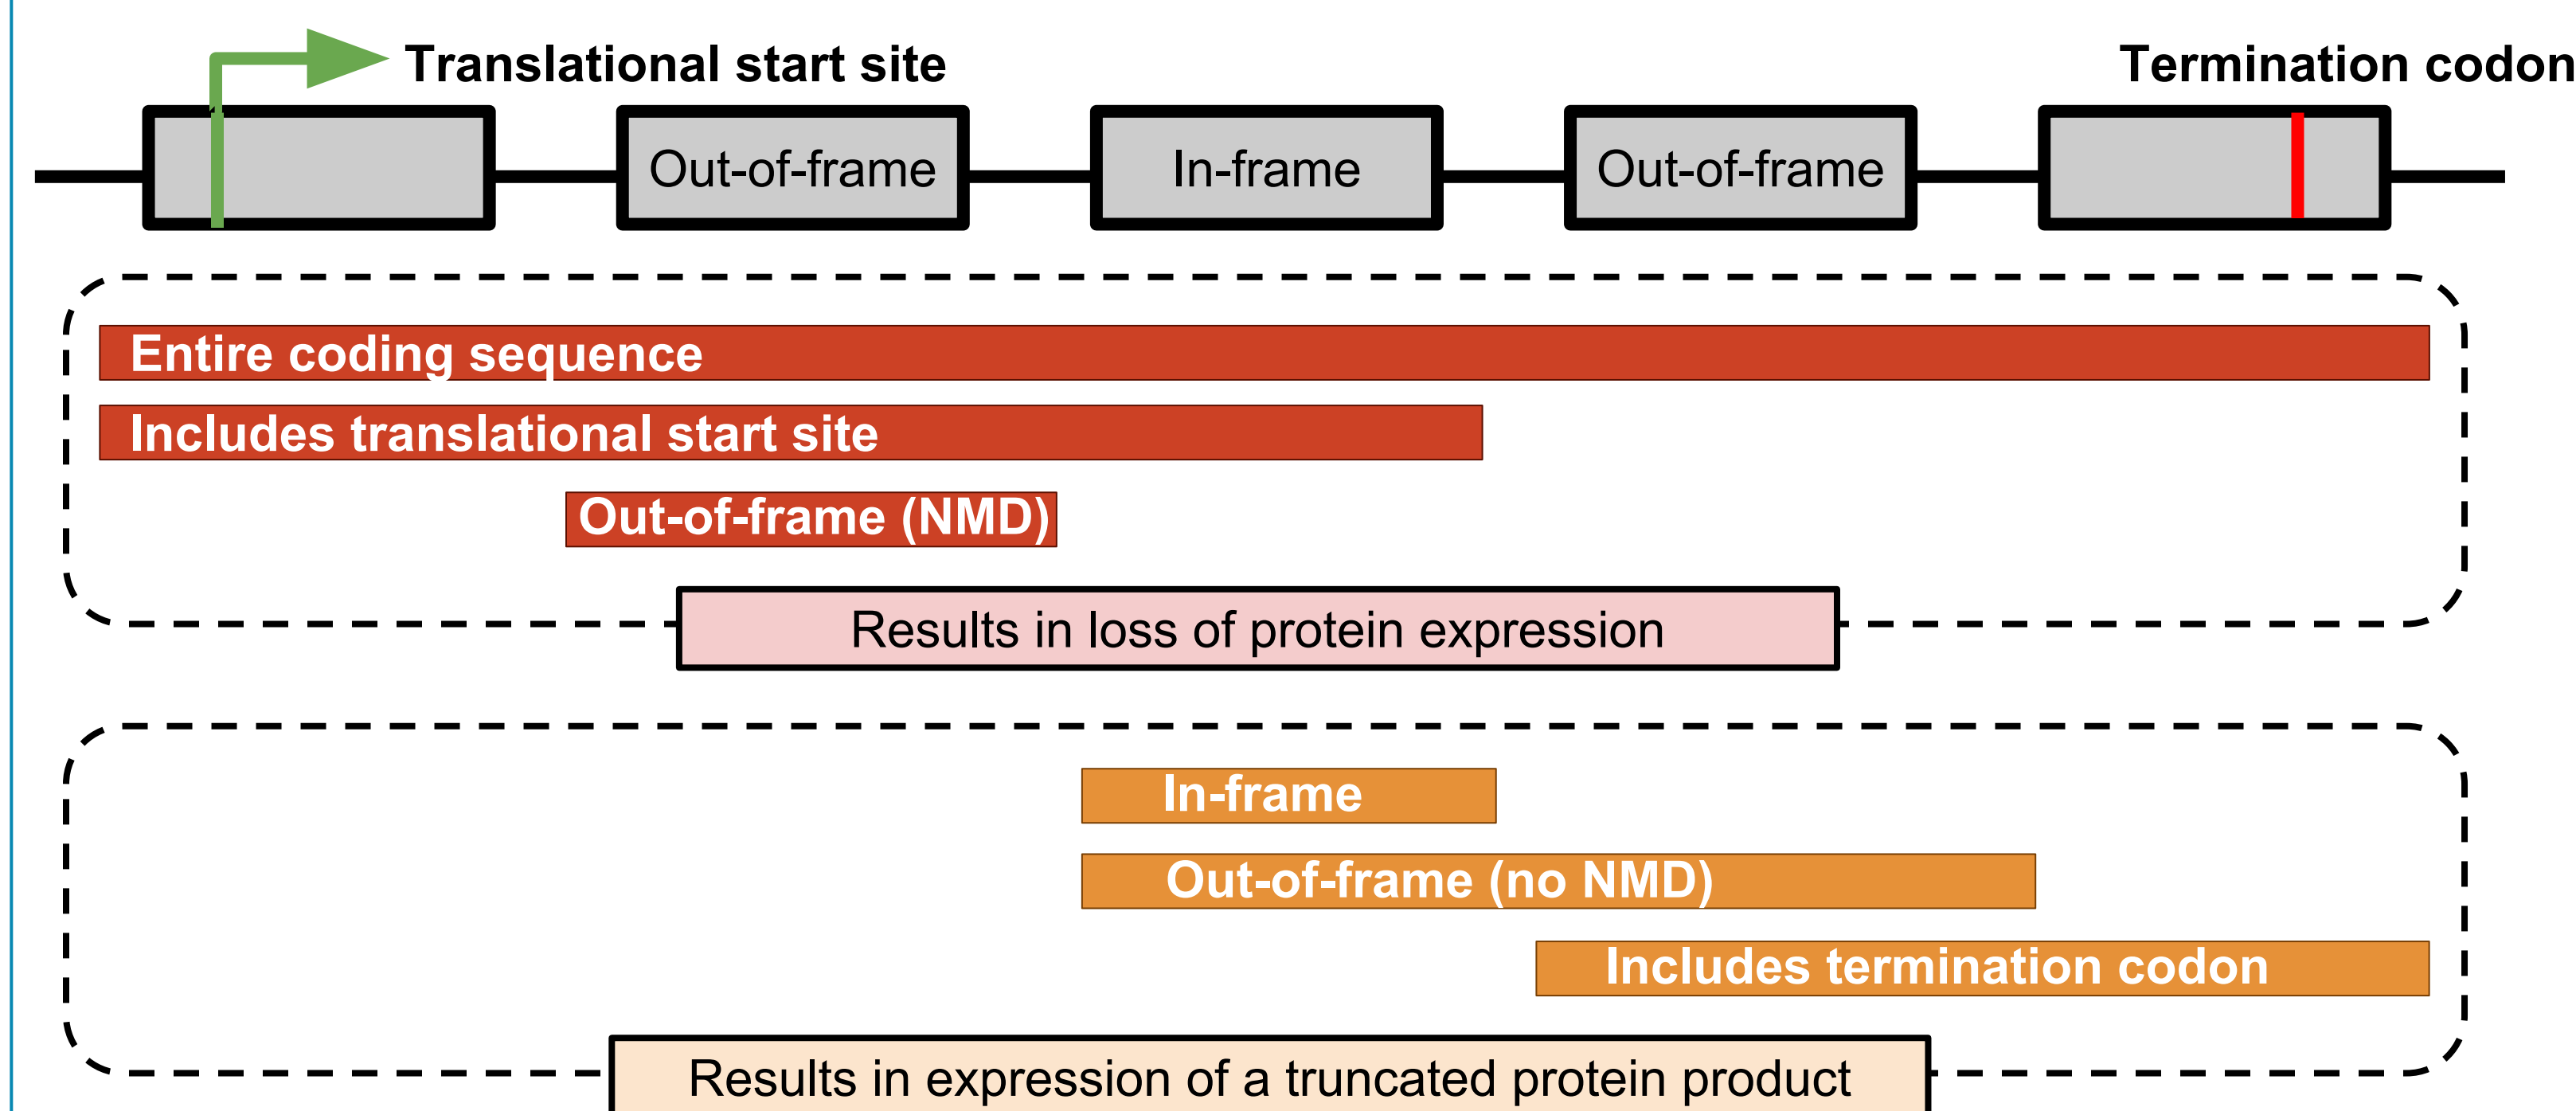 Translational start site
Termination codon
Out-of-frame
In-frame
Out-of-frame
Entire coding sequence
Includes translational start site
Out-of-frame (NMD)
Results in loss of protein expression
In-frame
Out-of-frame (no NMD)
Includes termination codon
Results in expression of a truncated protein product